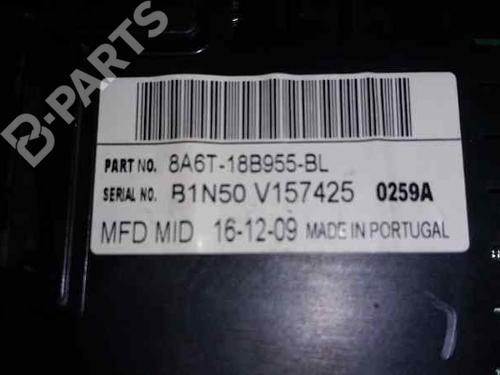 B-PARTS
PART NO. 8A6T-18B955-BL
SERIAL NO. B1N50 V157425 0259A
MFD MID 16-12-09 MADE IN PORTUGAL
B-PARTS